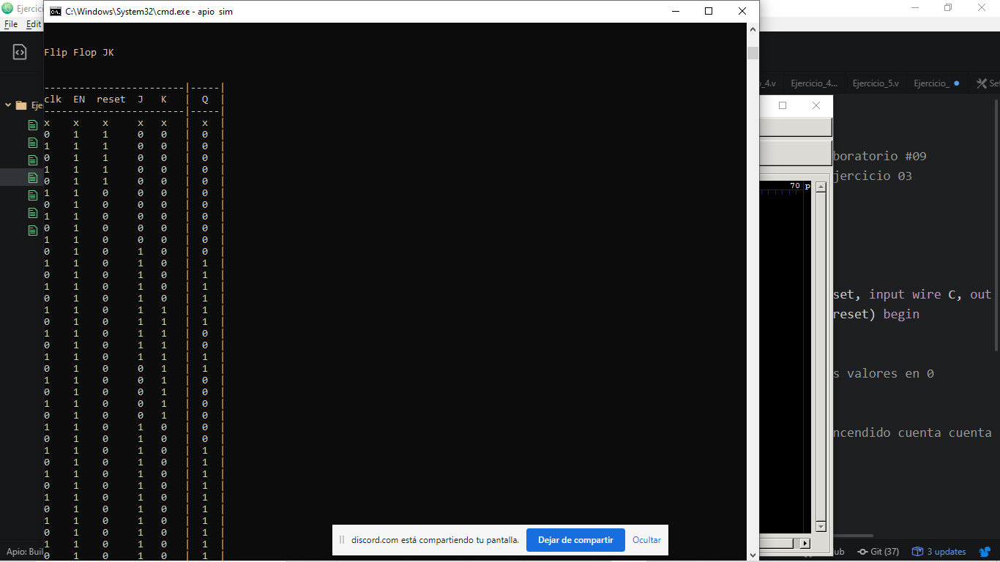 Ejercici
C:\Windows\System32\cmd.exe - apio sim
File Edit
Flip Flop JK
------------------------|-----|
clk EN reset J K | Q |
------------------------|-----|
x x x x x | x |
0 1 1 0 0 | 0 |
1 1 1 0 0 | 0 |
0 1 1 0 0 | 0 |
1 1 1 0 0 | 0 |
0 1 1 0 0 | 0 |
1 1 0 0 0 | 0 |
0 1 0 0 0 | 0 |
1 1 0 0 0 | 0 |
0 1 0 0 0 | 0 |
1 1 0 0 0 | 0 |
0 1 0 1 0 | 0 |
1 1 0 1 0 | 1 |
0 1 0 1 0 | 1 |
1 1 0 1 0 | 1 |
0 1 0 1 0 | 1 |
1 1 0 1 1 | 0 |
0 1 0 1 1 | 0 |
1 1 0 1 1 | 0 |
0 1 0 1 1 | 0 |
1 1 0 1 1 | 1 |
0 1 0 0 1 | 1 |
1 1 0 0 1 | 0 |
0 1 0 0 1 | 0 |
1 1 0 0 1 | 0 |
0 1 0 0 1 | 0 |
1 1 0 1 0 | 0 |
0 1 0 1 0 | 0 |
1 1 0 1 0 | 1 |
0 1 0 1 0 | 1 |
1 1 0 1 0 | 1 |
0 1 0 1 0 | 1 |
1 1 0 1 0 | 1 |
0 1 0 1 0 | 1 |
1 1 0 1 0 | 1 |
0 1 0 1 0 | 1 |
1 1 0 1 0 | 1 |
0 1 0 1 0 | 1 |
Eje
_4.v Ejercicio_4... Ejercicio_5.v Ejercicio_ Set
70 p
boratorio #09
jercicio 03
set, input wire C, out
reset) begin
s valores en 0
ncendido cuenta cuenta
discord.com está compartiendo tu pantalla. Dejar de compartir Ocultar
Apio: Buil
ub Git (37) 3 updates